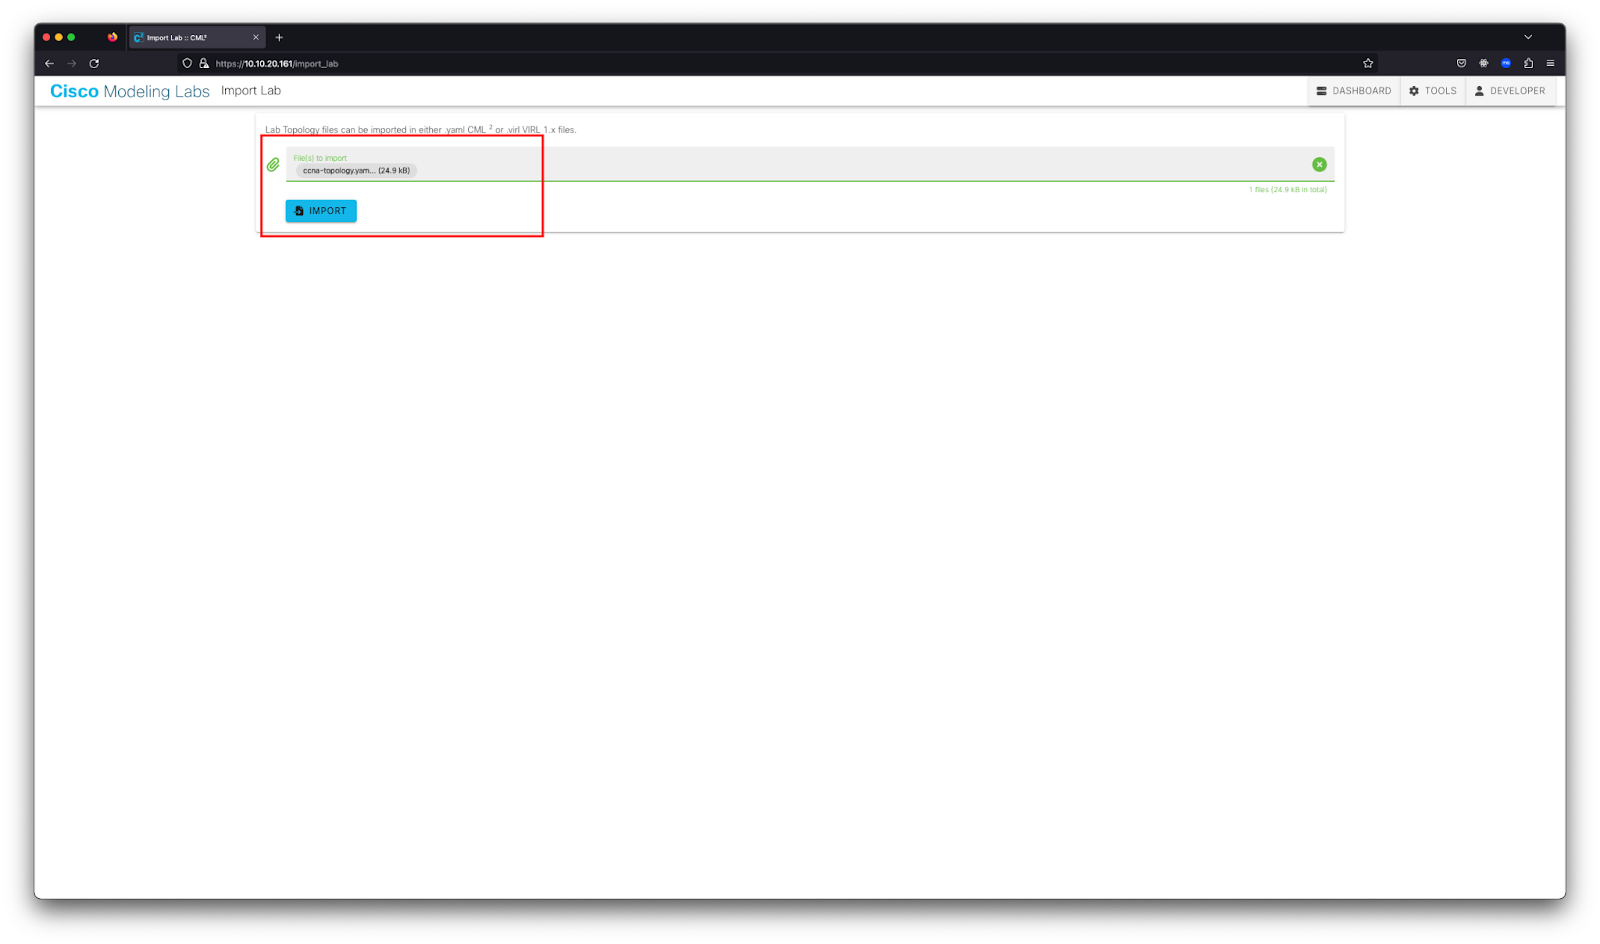 Import Lab :: CML²
https://10.10.20.161/import_lab
Cisco Modeling Labs Import Lab DASHBOARD TOOLS DEVELOPER
Lab Topology files can be imported in either .yaml CML ² or .virl VIRL 1.x files.
File(s) to import
ccna-topology.yam... (24.9 kB)
1 files (24.9 kB in total)
IMPORT